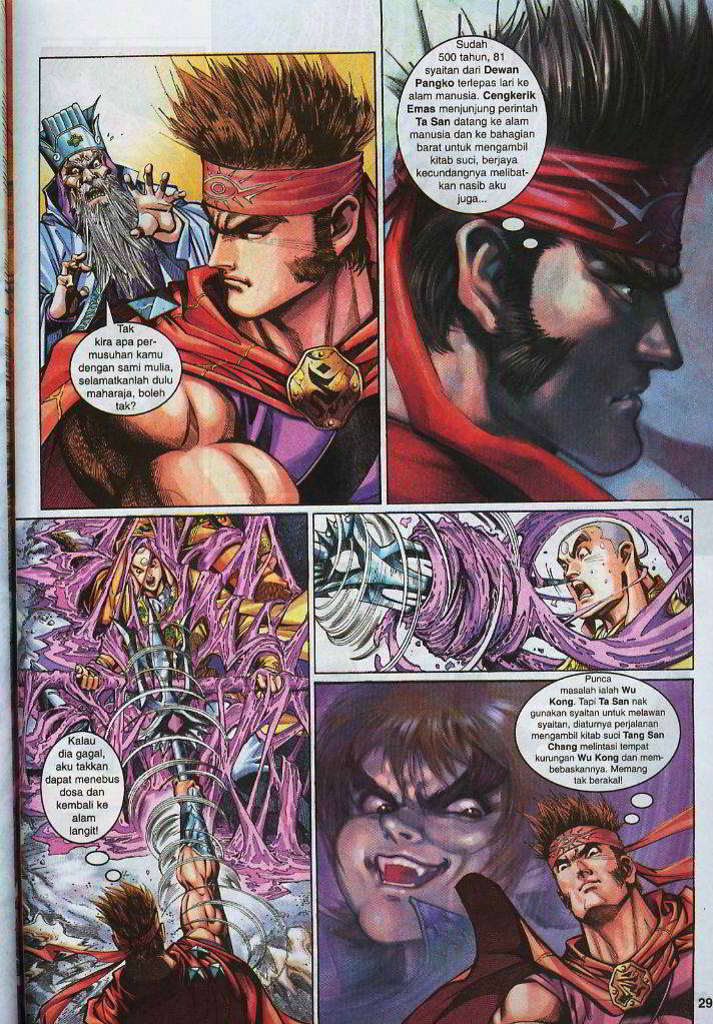 Tak
kira apa per-
musuhan kamu
dengan sami mulia,
selamatkanlah dulu
maharaja, boleh
tak?
Sudah
500 tahun, 81
syaitan dari Dewan
Pangko terlepas lari ke
alam manusia. Cengkerik
Emas menjunjung perintah
Ta San datang ke alam
manusia dan ke bahagian
barat untuk mengambil
kitab suci, berjaya
kecundangnya melibat-
kan nasib aku
juga...
Kalau
dia gagal,
aku takkan
dapat menebus
dosa dan
kembali ke
alam
langit!
Punca
masalah ialah Wu
Kong. Tapi Ta San nak
gunakan syaitan untuk melawan
syaitan, diaturnya perjalanan
mengambil kitab suci Tang San
Chang melintasi tempat
kurungan Wu Kong dan mem-
bebaskannya. Memang
tak berakal!
29